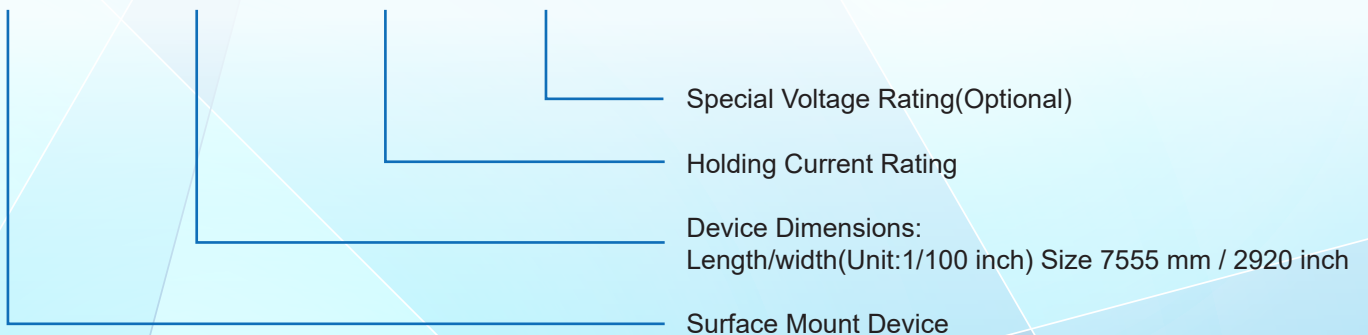 Special Voltage Rating(Optional)
Holding Current Rating
Device Dimensions:
Length/width(Unit:1/100 inch) Size 7555 mm / 2920 inch
Surface Mount Device